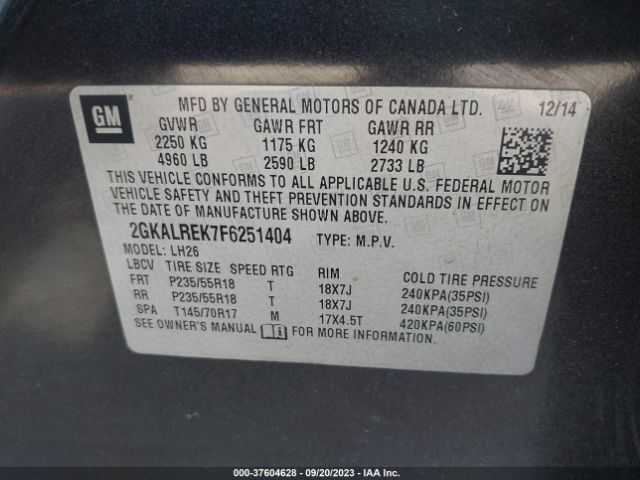 GM
MFD BY GENERAL MOTORS OF CANADA LTD. 12/14
GVWR GAWR FRT GAWR RR
2250 KG 1175 KG 1240 KG
4960 LB 2590 LB 2733 LB
THIS VEHICLE CONFORMS TO ALL APPLICABLE U.S. FEDERAL MOTOR
VEHICLE SAFETY AND THEFT PREVENTION STANDARDS IN EFFECT ON
THE DATE OF MANUFACTURE SHOWN ABOVE.
2GKALREK7F6251404 TYPE: M.P.V.
MODEL: LH26
LBCV TIRE SIZE SPEED RTG RIM COLD TIRE PRESSURE
FRT P235/55R18 T 18X7J 240KPA(35PSI)
RR P235/55R18 T 18X7J 240KPA(35PSI)
SPA T145/70R17 M 17X4.5T 420KPA(60PSI)
SEE OWNER'S MANUAL FOR MORE INFORMATION.
000-37604628 — 09/20/2023 — IAA Inc.